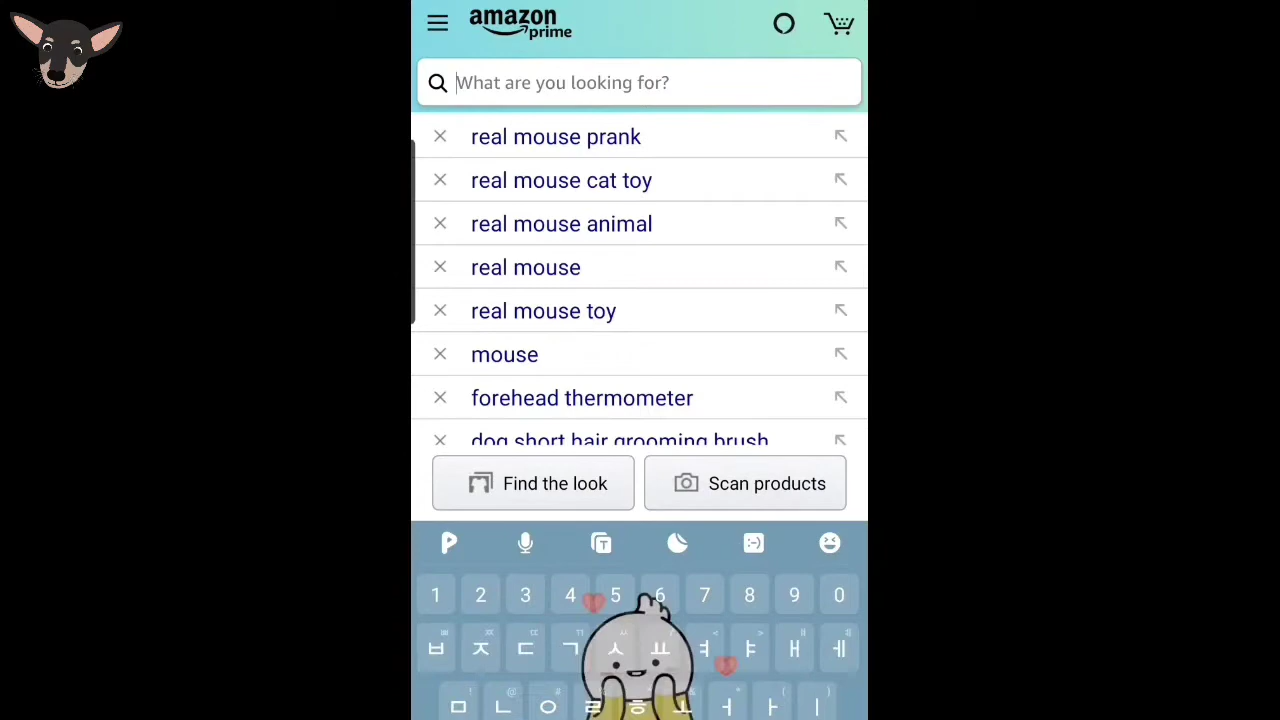 amazon
prime
What are you looking for?
real mouse prank
real mouse cat toy
real mouse animal
real mouse
real mouse toy
mouse
forehead thermometer
dog short hair grooming brush
Find the look
Scan products
1 2 3 4 5 6 7 8 9 0
ㅃ ㅉ ㄸ ㄲ ㅆ < > ㅒ ㅖ
ㅂ ㅈ ㄷ ㄱ ㅅ ㅛ ㅕ ㅑ ㅐ ㅔ
! @ # & * ( )
ㅁ ㄴ ㅇ ㄹ ㅎ ㅗ ㅓ ㅏ ㅣ